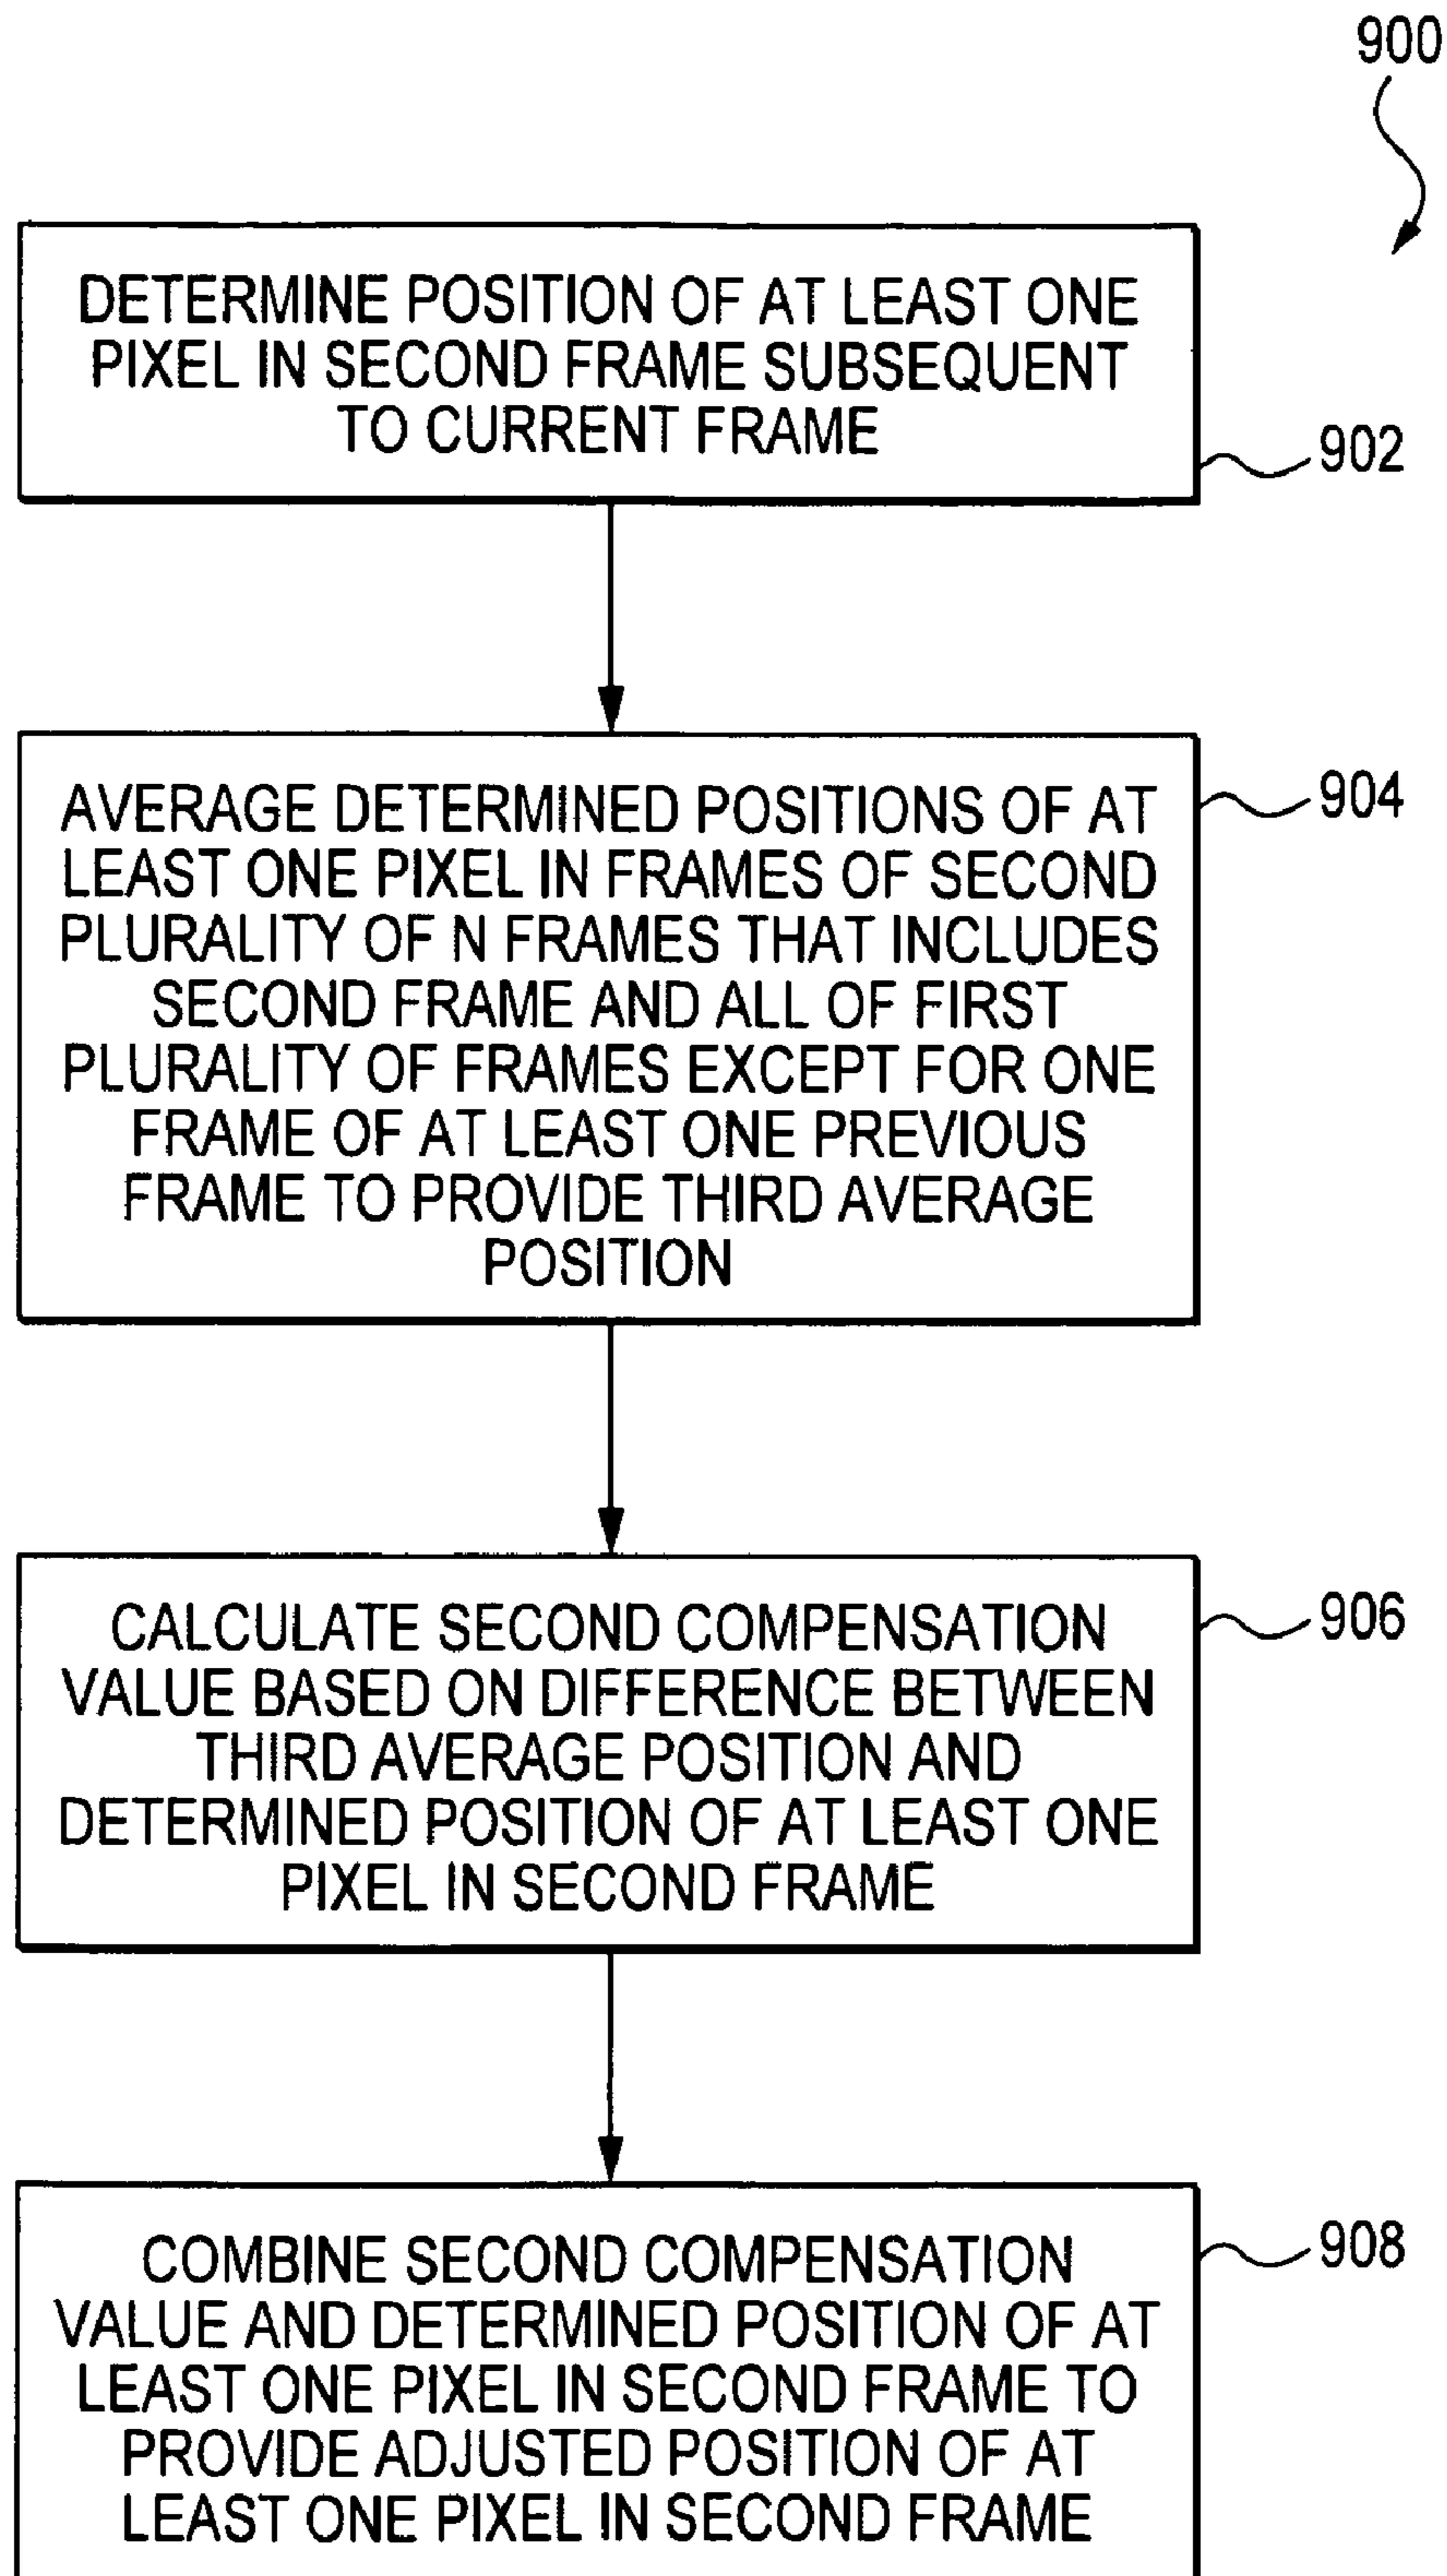 900
DETERMINE POSITION OF AT LEAST ONE
PIXEL IN SECOND FRAME SUBSEQUENT
TO CURRENT FRAME
902
AVERAGE DETERMINED POSITIONS OF AT
LEAST ONE PIXEL IN FRAMES OF SECOND
PLURALITY OF N FRAMES THAT INCLUDES
SECOND FRAME AND ALL OF FIRST
PLURALITY OF FRAMES EXCEPT FOR ONE
FRAME OF AT LEAST ONE PREVIOUS
FRAME TO PROVIDE THIRD AVERAGE
POSITION
904
CALCULATE SECOND COMPENSATION
VALUE BASED ON DIFFERENCE BETWEEN
THIRD AVERAGE POSITION AND
DETERMINED POSITION OF AT LEAST ONE
PIXEL IN SECOND FRAME
906
COMBINE SECOND COMPENSATION
VALUE AND DETERMINED POSITION OF AT
LEAST ONE PIXEL IN SECOND FRAME TO
PROVIDE ADJUSTED POSITION OF AT
LEAST ONE PIXEL IN SECOND FRAME
908